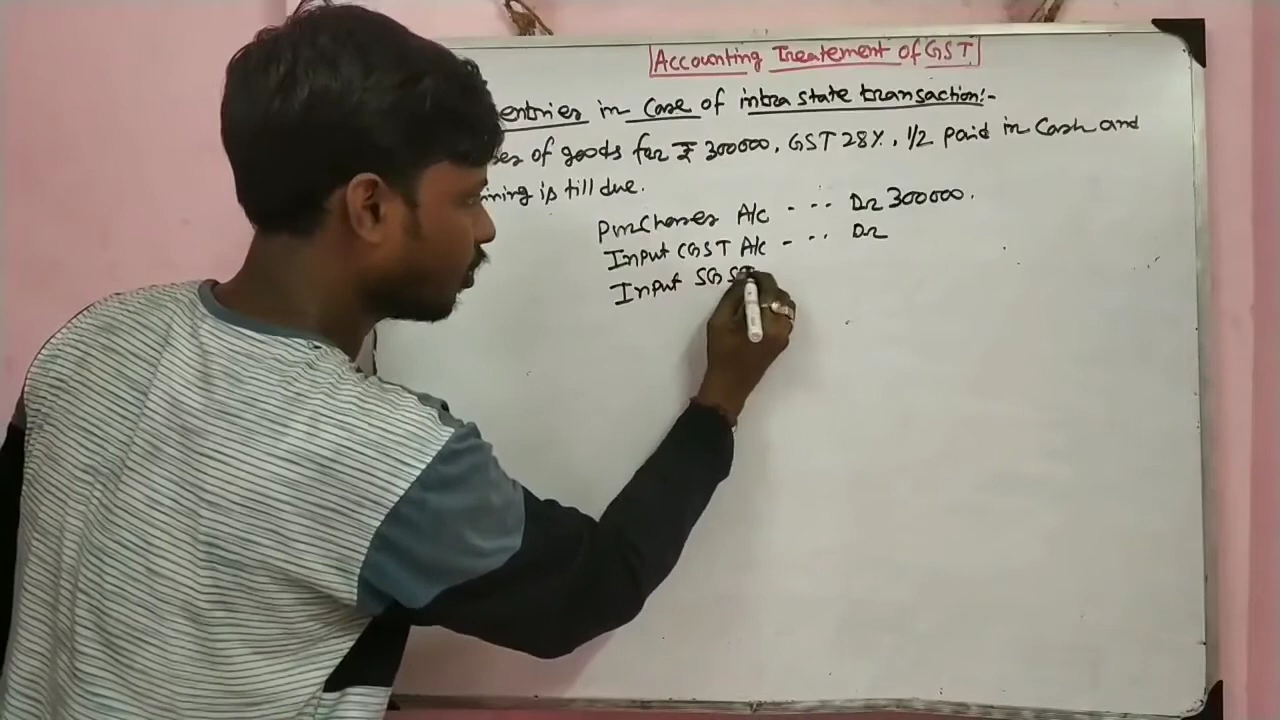 Accounting Treatement of GST
entries in Case of intra state transaction:-
of goods for ₹ 300000, GST 28%, 1/2 paid in Cash and
is till due.
Purchases A/c - - - Dr 300000.
Input CGST A/c - - - Dr
Input SGST